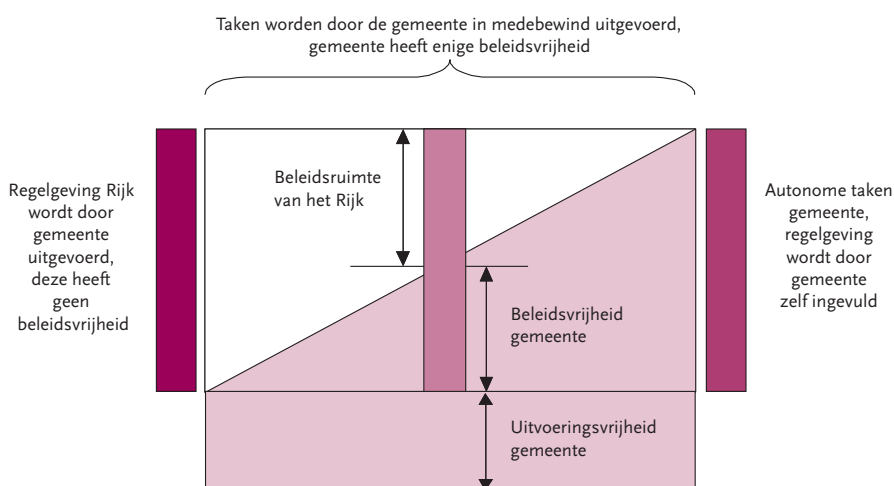 Taken worden door de gemeente in medebewind uitgevoerd,
gemeente heeft enige beleidsvrijheid
Regelgeving Rijk
wordt door
gemeente
uitgevoerd,
deze heeft
geen
beleidsvrijheid
Beleidsruimte
van het Rijk
Beleidsvrijheid
gemeente
Uitvoeringsvrijheid
gemeente
Autonome taken
gemeente,
regelgeving
wordt door
gemeente
zelf ingevuld